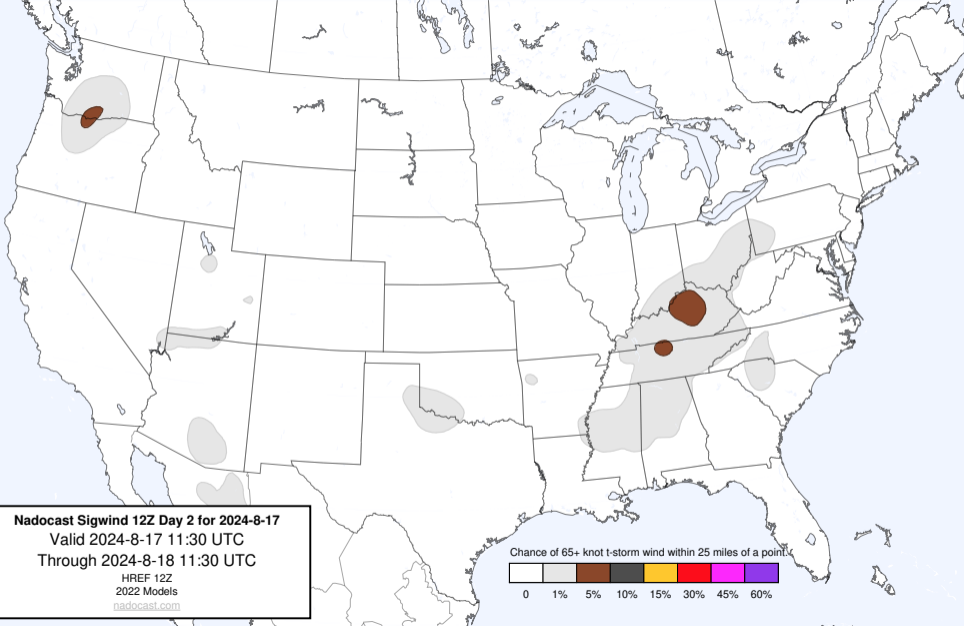 Nadocast Sigwind 12Z Day 2 for 2024-8-17
Valid 2024-8-17 11:30 UTC
Through 2024-8-18 11:30 UTC
HREF 12Z
2022 Models
nadocast.com
Chance of 65+ knot t-storm wind within 25 miles of a point.
0 1% 5% 10% 15% 30% 45% 60%